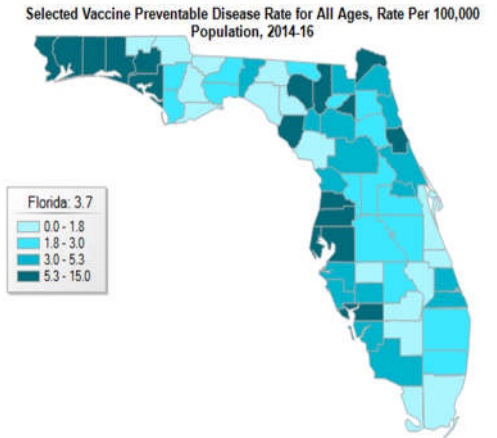 Selected Vaccine Preventable Disease Rate for All Ages, Rate Per 100,000
Population, 2014-16
Florida: 3.7
0.0 - 1.8
1.8 - 3.0
3.0 - 5.3
5.3 - 15.0